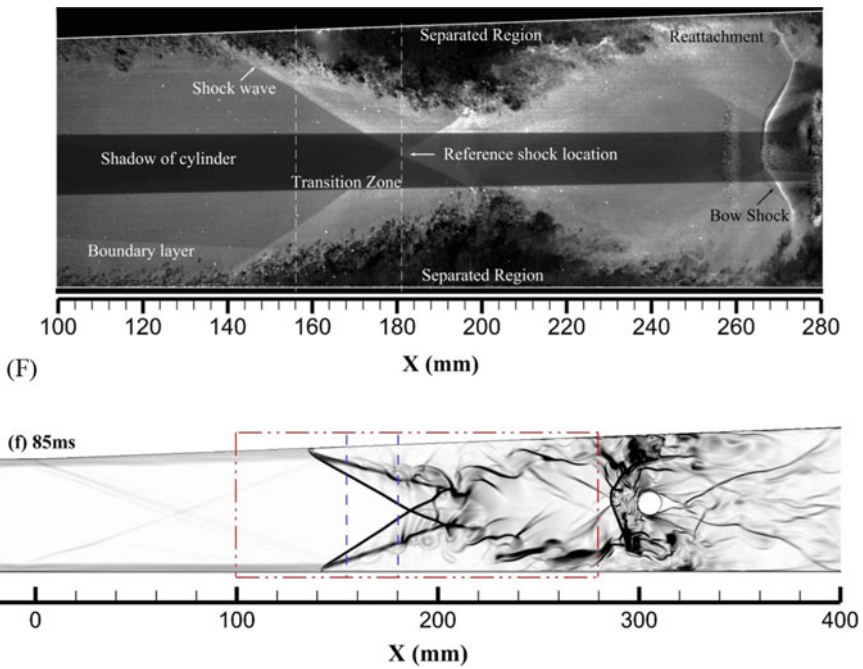 Separated Region
Reattachment
Shock wave
Shadow of cylinder
Reference shock location
Transition Zone
Bow Shock
Boundary layer
Separated Region
100 120 140 160 180 200 220 240 260 280
X (mm)
(F)
(f) 85ms
0 100 200 300 400
X (mm)